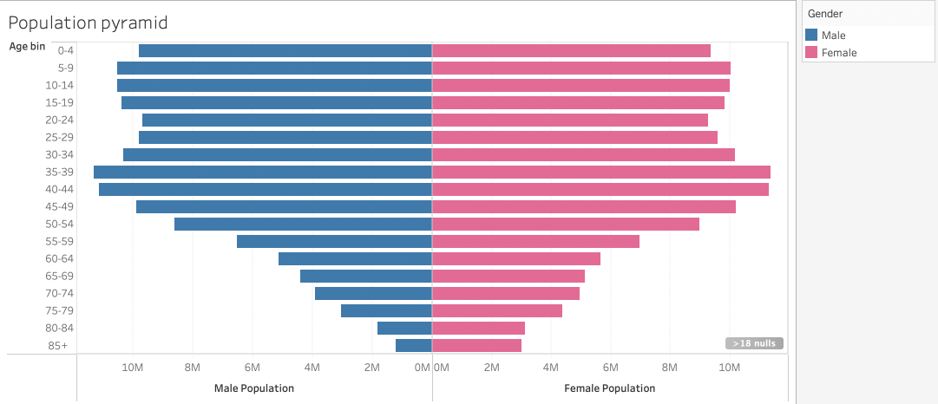 Population pyramid
Age bin
0-4
5-9
10-14
15-19
20-24
25-29
30-34
35-39
40-44
45-49
50-54
55-59
60-64
65-69
70-74
75-79
80-84
85+
>18 nulls
10M 8M 6M 4M 2M 0M 0M 2M 4M 6M 8M 10M
Male Population Female Population
Gender
Male
Female